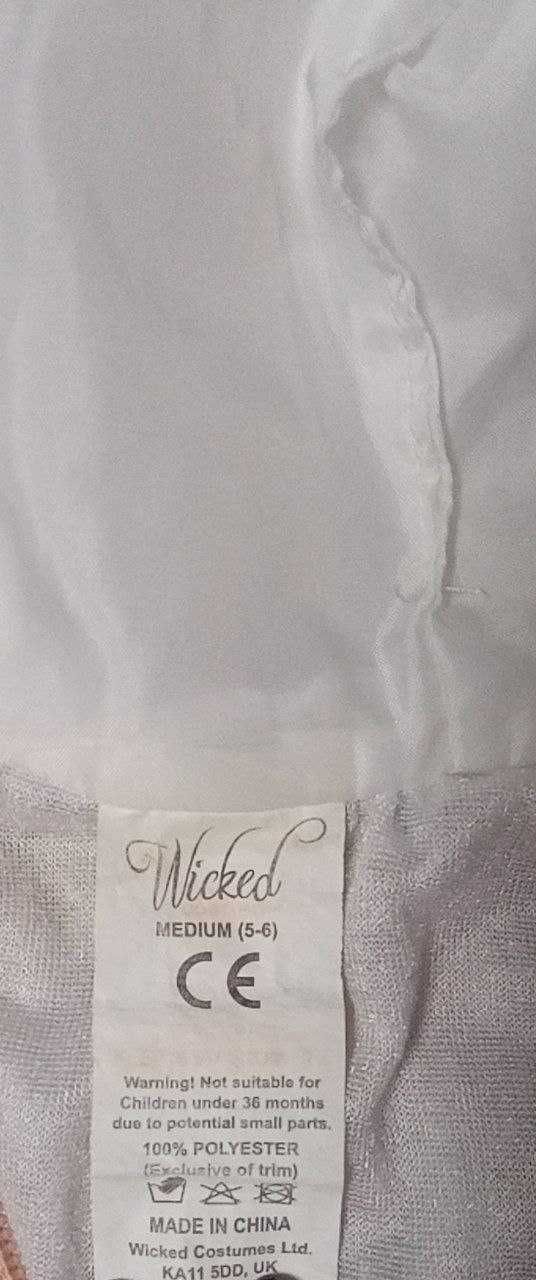 Wicked
MEDIUM (5-6)
CE
Warning! Not suitable for
Children under 36 months
due to potential small parts.
100% POLYESTER
(Exclusive of trim)
MADE IN CHINA
Wicked Costumes Ltd.
KA11 5DD, UK